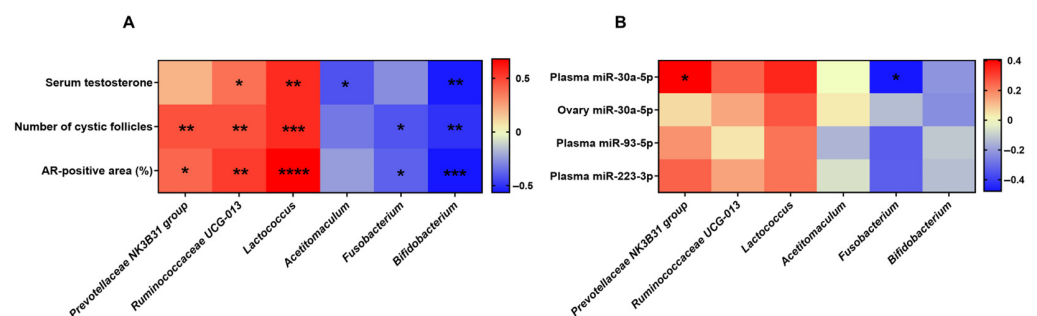 A
B
Serum testosterone
* ** * **
Number of cystic follicles
** ** *** * **
AR-positive area (%)
* ** **** * ***
0.5
0
−0.5
Prevotellaceae NK3B31 group
Ruminococcaceae UCG-013
Lactococcus
Acetitomaculum
Fusobacterium
Bifidobacterium
Plasma miR-30a-5p
* *
Ovary miR-30a-5p
Plasma miR-93-5p
Plasma miR-223-3p
0.4
0.2
0
−0.2
−0.4
Prevotellaceae NK3B31 group
Ruminococcaceae UCG-013
Lactococcus
Acetitomaculum
Fusobacterium
Bifidobacterium